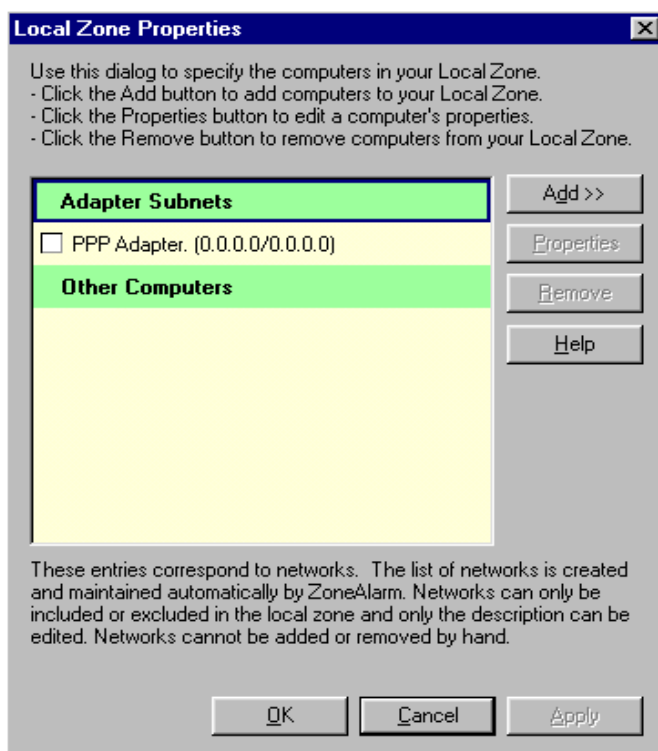 Local Zone Properties
Use this dialog to specify the computers in your Local Zone.
- Click the Add button to add computers to your Local Zone.
- Click the Properties button to edit a computer's properties.
- Click the Remove button to remove computers from your Local Zone.
Adapter Subnets
Add >>
PPP Adapter. (0.0.0.0/0.0.0.0)
Properties
Other Computers
Remove
Help
These entries correspond to networks.  The list of networks is created
and maintained automatically by ZoneAlarm. Networks can only be
included or excluded in the local zone and only the description can be
edited. Networks cannot be added or removed by hand.
OK
Cancel
Apply